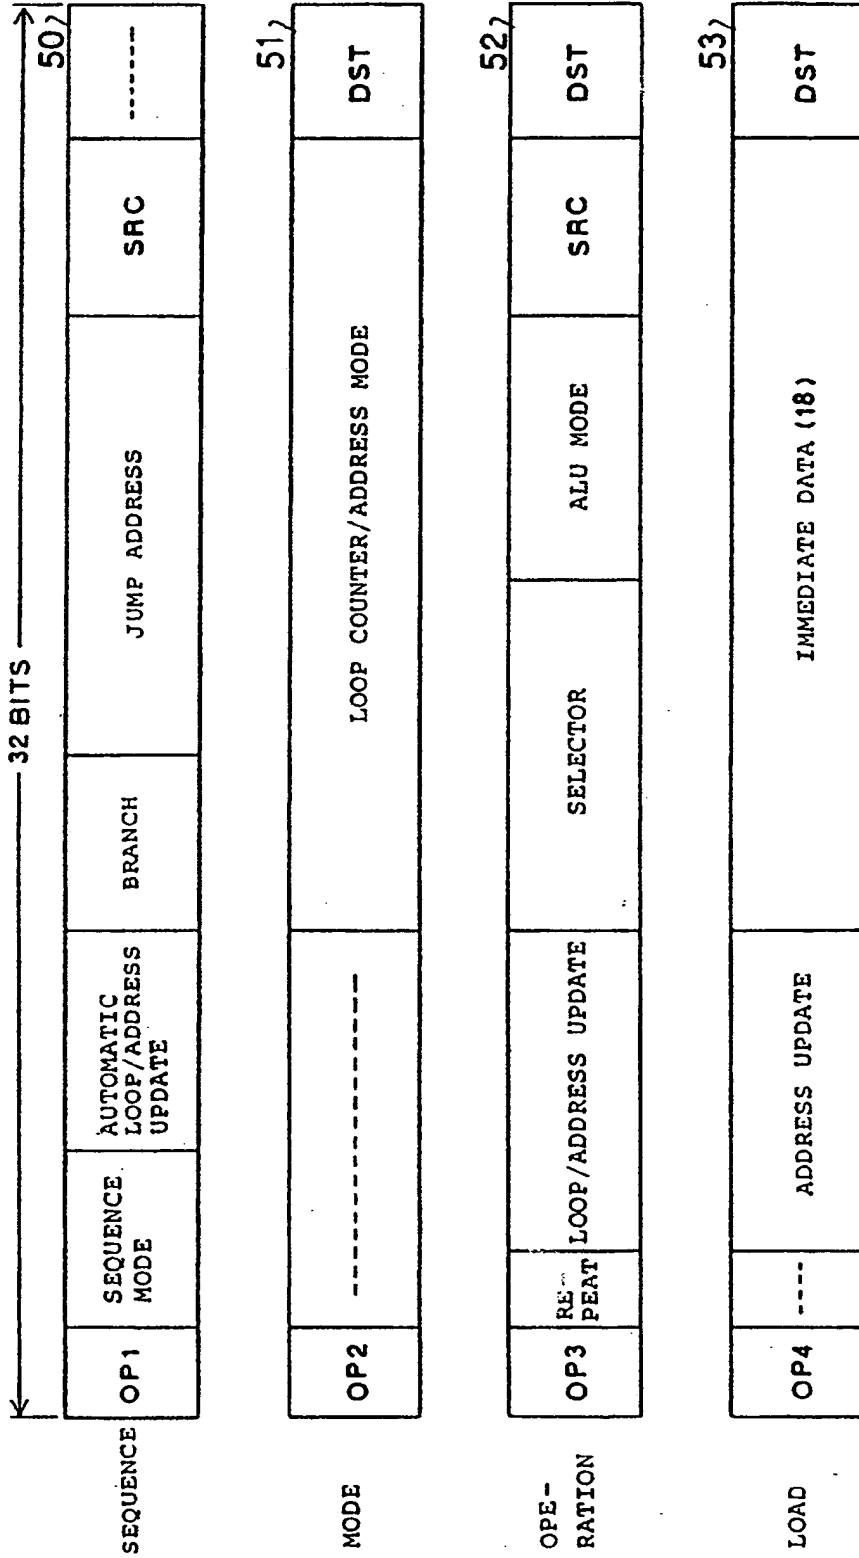 32 BITS
50
SEQUENCE
OP1
SEQUENCE
MODE
AUTOMATIC
LOOP/ADDRESS
UPDATE
BRANCH
JUMP ADDRESS
SRC
-------
51
MODE
OP2
--------------
LOOP COUNTER/ADDRESS MODE
DST
52
OPE-
RATION
OP3
RE-
PEAT
LOOP/ADDRESS UPDATE
SELECTOR
ALU MODE
SRC
DST
53
LOAD
OP4
----
ADDRESS UPDATE
IMMEDIATE DATA (18)
DST